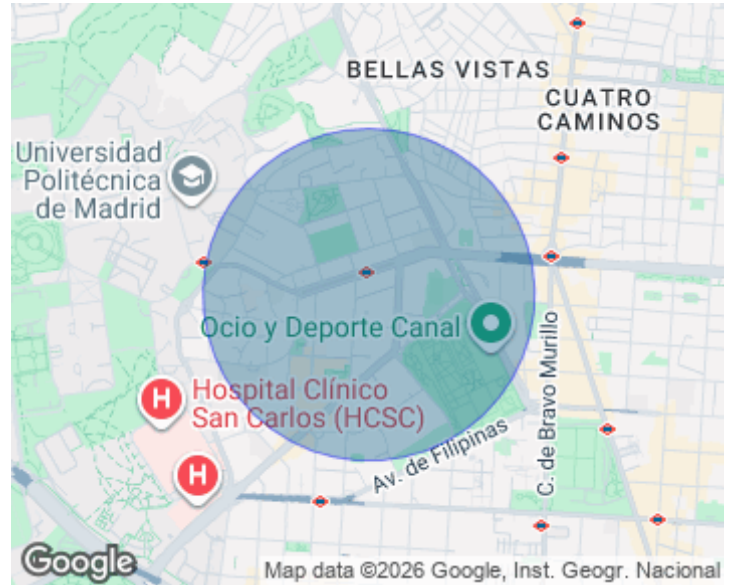 BELLAS VISTAS
CUATRO
CAMINOS
Universidad
Politécnica
de Madrid
Ocio y Deporte Canal
Hospital Clínico
San Carlos (HCSC)
H
H
Av. de Filipinas
C. de Bravo Murillo
Google
Map data ©2026 Google, Inst. Geogr. Nacional